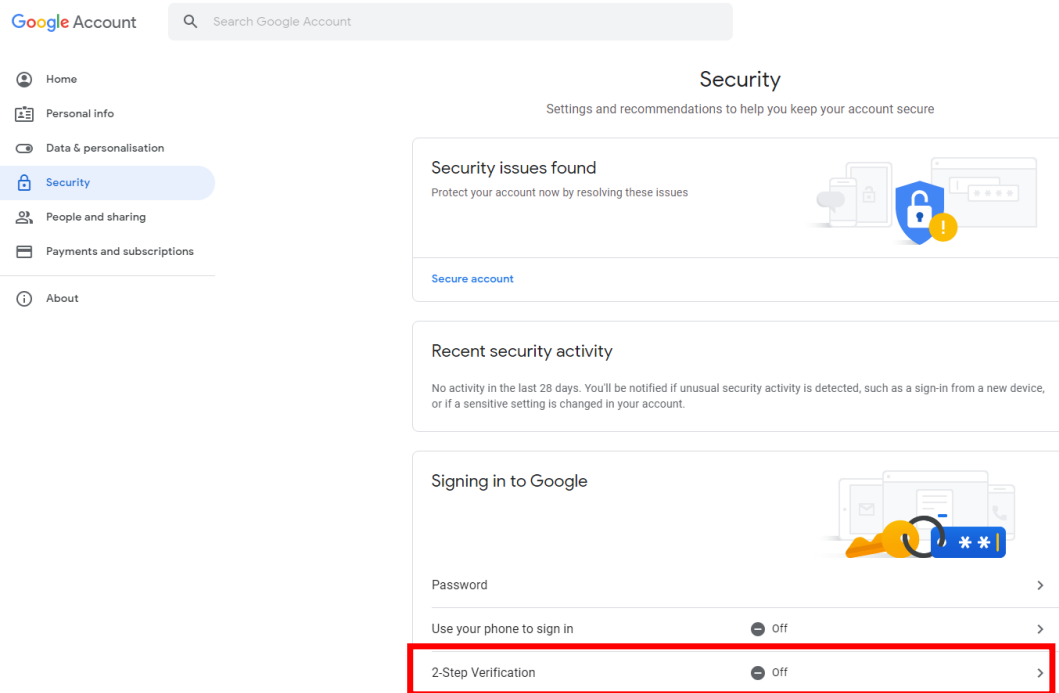 Google Account
Search Google Account
Home
Personal info
Data & personalisation
Security
People and sharing
Payments and subscriptions
About
Security
Settings and recommendations to help you keep your account secure
Security issues found
Protect your account now by resolving these issues
Secure account
Recent security activity
No activity in the last 28 days. You'll be notified if unusual security activity is detected, such as a sign-in from a new device,
or if a sensitive setting is changed in your account.
Signing in to Google
Password
Use your phone to sign in Off
2-Step Verification Off